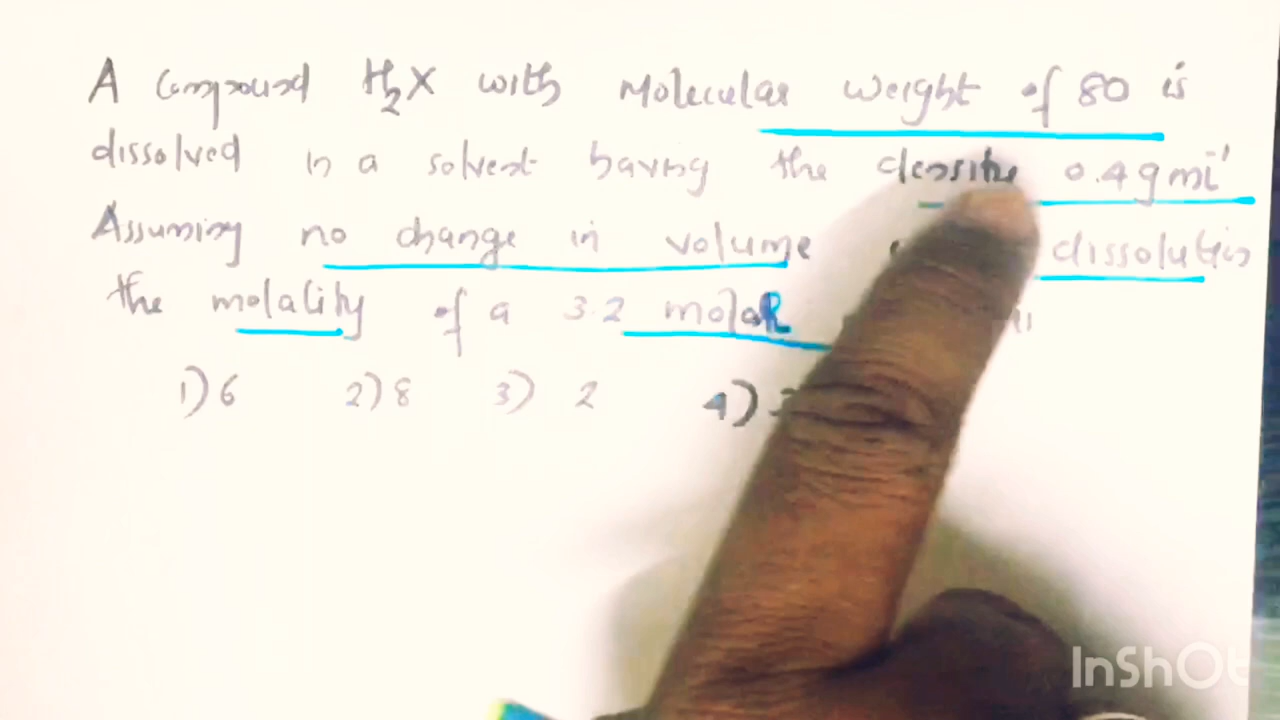 A compound H₂X with Molecular Weight of 80 is
dissolved in a solvent having the density 0.4 g ml⁻¹
Assuming no change in volume dissolution
the molality of a 3.2 molaR
1) 6 2) 8 3) 2 4)
InShOt